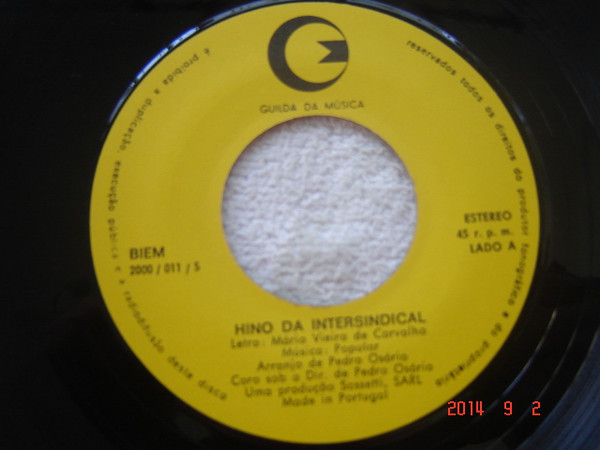 GUILDA DA MÚSICA
reservados todos os direitos do produtor fonográfico e do proprietário
é proibida a duplicação, execução pública e a radiodifusão deste disco
BIEM
2000 / 011 / S
ESTEREO
45 r. p. m.
LADO A
HINO DA INTERSINDICAL
Letra: Mário Vieira de Carvalho
Música: Popular
Arranjo de Pedro Osório
Coro sob a Dir. de Pedro Osório
Uma produção Sassetti, SARL
Made in Portugal
2014 9 2